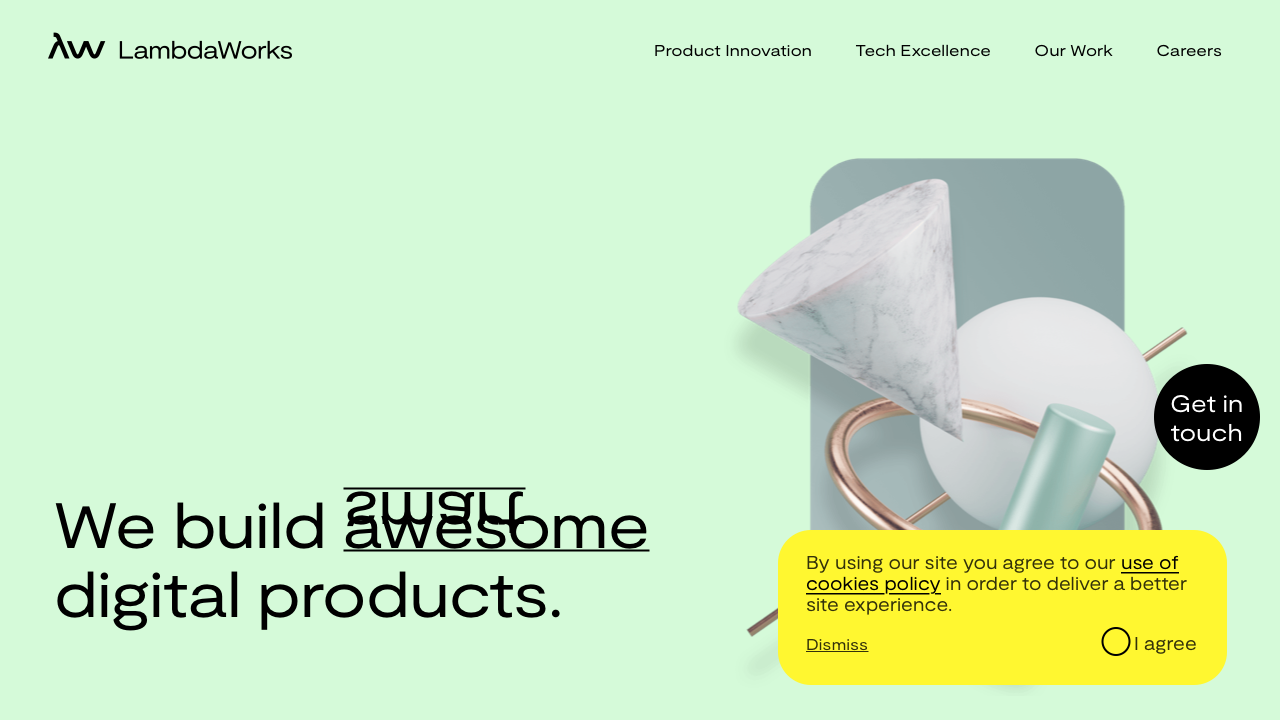 LambdaWorks
Product Innovation
Tech Excellence
Our Work
Careers
Get in
touch
We build awesome
digital products.
By using our site you agree to our use of
cookies policy in order to deliver a better
site experience.
Dismiss
I agree